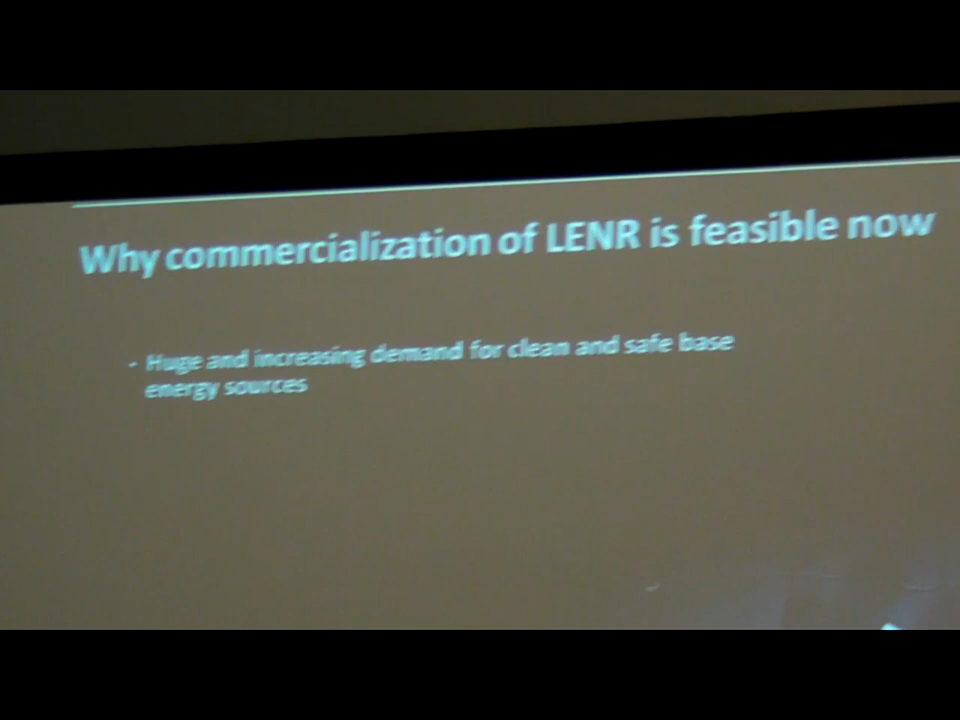 Why commercialization of LENR is feasible now
- Huge and increasing demand for clean and safe base
energy sources